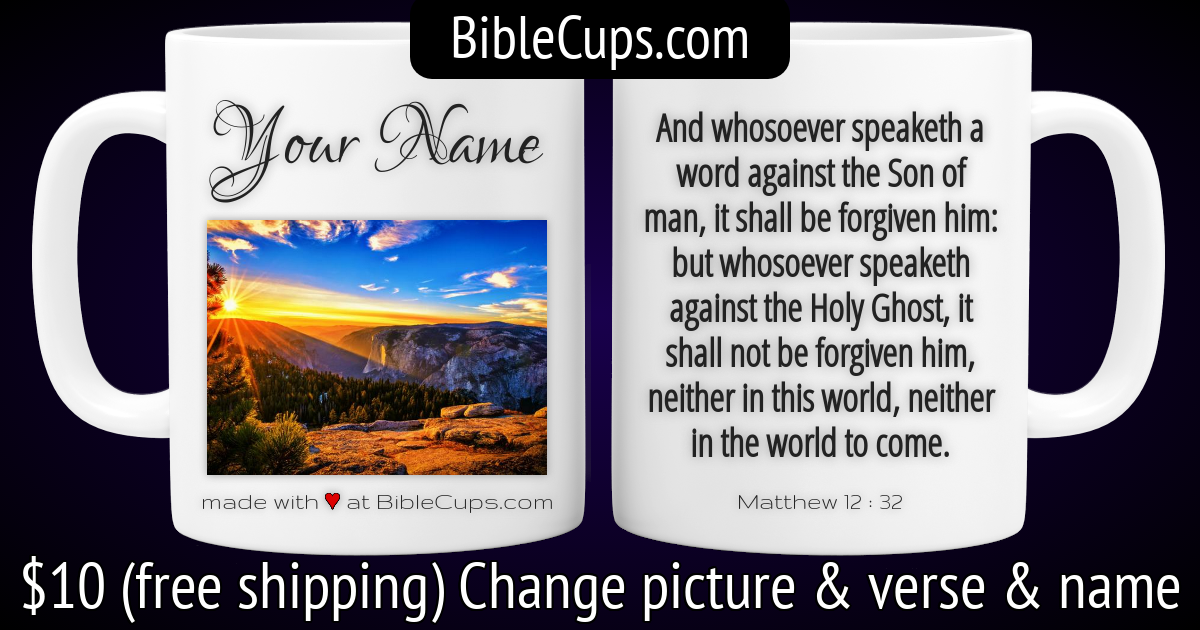 BibleCups.com
Your Name
made with ♥ at BibleCups.com
And whosoever speaketh a
word against the Son of
man, it shall be forgiven him:
but whosoever speaketh
against the Holy Ghost, it
shall not be forgiven him,
neither in this world, neither
in the world to come.
Matthew 12 : 32
$10 (free shipping) Change picture & verse & name